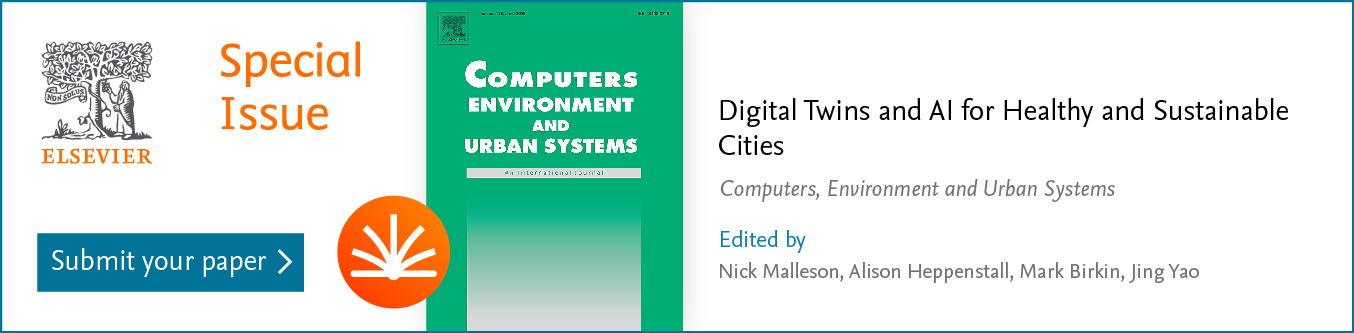 NON SOLUS
ELSEVIER
Special
Issue
Submit your paper
ELSEVIER
COMPUTERS
ENVIRONMENT
AND
URBAN SYSTEMS
An International Journal
Digital Twins and AI for Healthy and Sustainable
Cities
Computers, Environment and Urban Systems
Edited by
Nick Malleson, Alison Heppenstall, Mark Birkin, Jing Yao